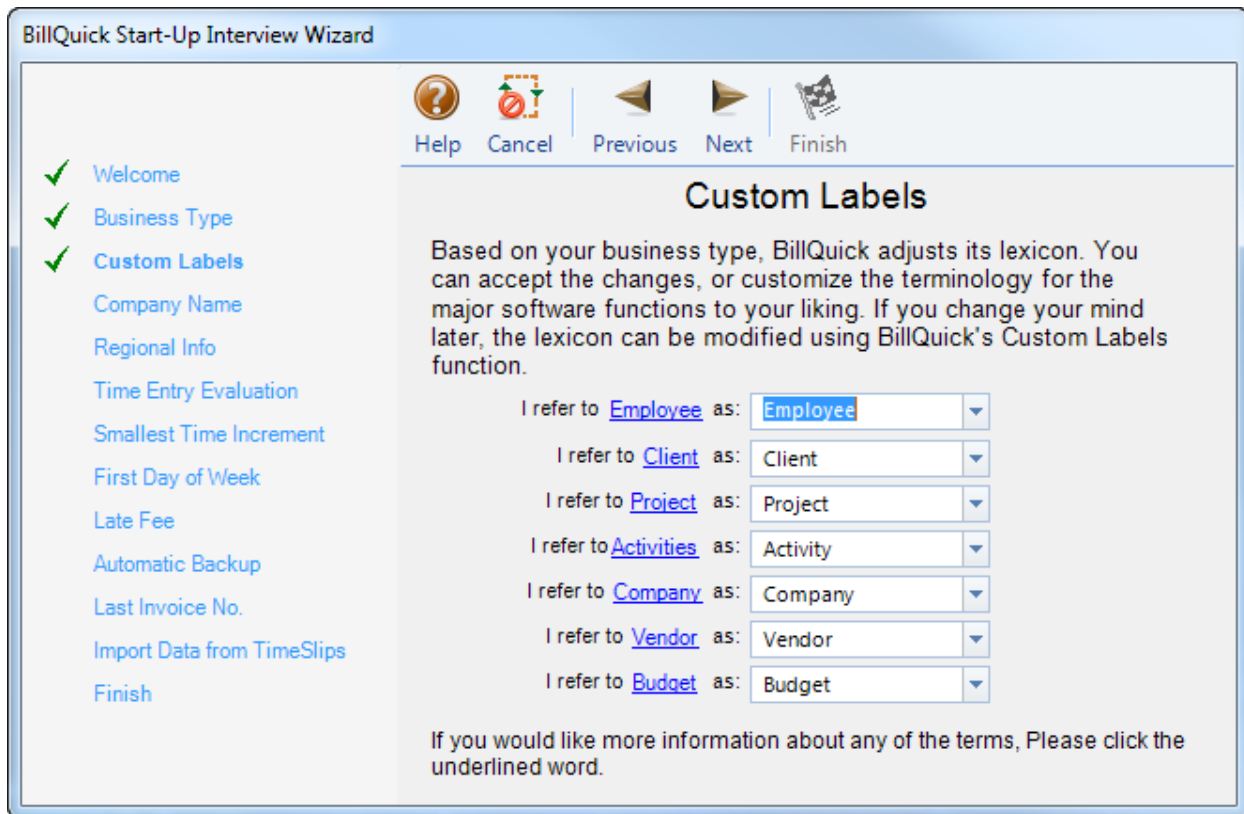 BillQuick Start-Up Interview Wizard
Help Cancel Previous Next Finish
Welcome
Business Type
Custom Labels
Company Name
Regional Info
Time Entry Evaluation
Smallest Time Increment
First Day of Week
Late Fee
Automatic Backup
Last Invoice No.
Import Data from TimeSlips
Finish
Custom Labels
Based on your business type, BillQuick adjusts its lexicon. You
can accept the changes, or customize the terminology for the
major software functions to your liking. If you change your mind
later, the lexicon can be modified using BillQuick's Custom Labels
function.
I refer to Employee as: Employee
I refer to Client as: Client
I refer to Project as: Project
I refer to Activities as: Activity
I refer to Company as: Company
I refer to Vendor as: Vendor
I refer to Budget as: Budget
If you would like more information about any of the terms, Please click the
underlined word.